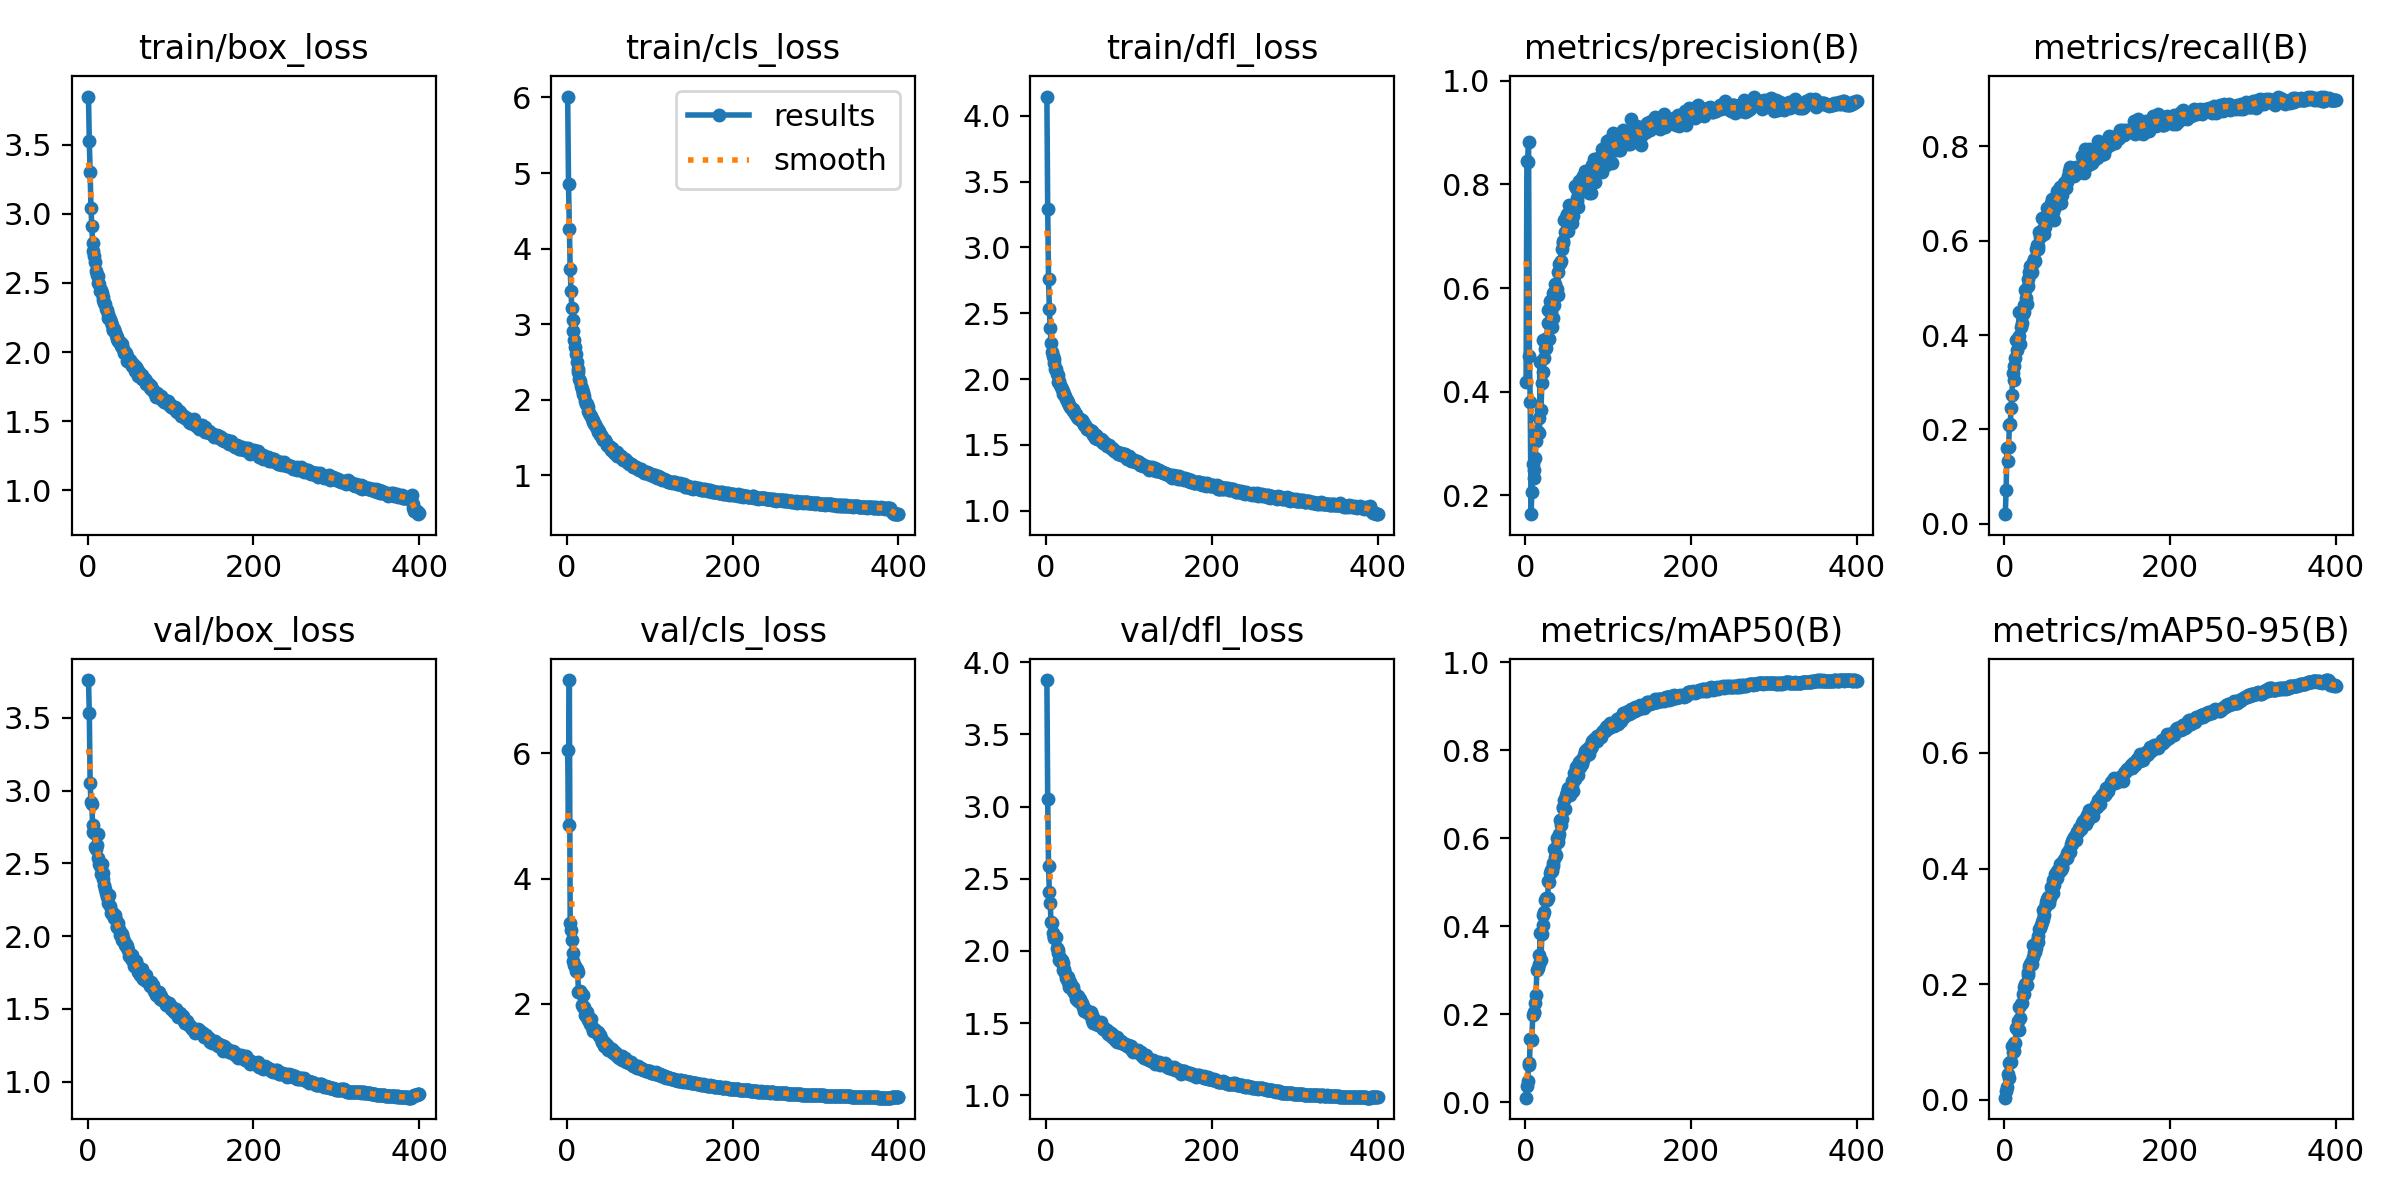 train/box_loss
3.5
3.0
2.5
2.0
1.5
1.0
0 200 400
train/cls_loss
results
smooth
6
5
4
3
2
1
0 200 400
train/dfl_loss
4.0
3.5
3.0
2.5
2.0
1.5
1.0
0 200 400
metrics/precision(B)
1.0
0.8
0.6
0.4
0.2
0 200 400
metrics/recall(B)
0.8
0.6
0.4
0.2
0.0
0 200 400
val/box_loss
3.5
3.0
2.5
2.0
1.5
1.0
0 200 400
val/cls_loss
6
4
2
0 200 400
val/dfl_loss
4.0
3.5
3.0
2.5
2.0
1.5
1.0
0 200 400
metrics/mAP50(B)
1.0
0.8
0.6
0.4
0.2
0.0
0 200 400
metrics/mAP50-95(B)
0.6
0.4
0.2
0.0
0 200 400